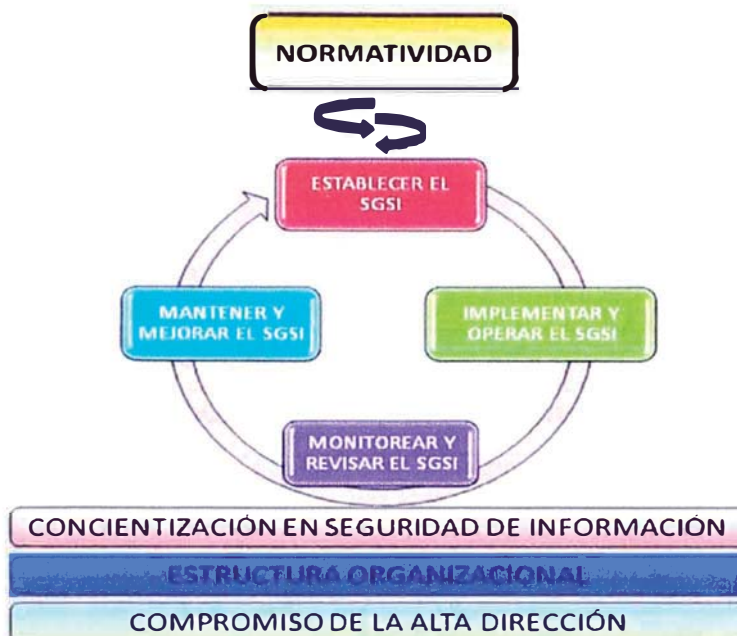 NORMATIVIDAD
ESTABLECER EL
SGSI
MANTENER Y
MEJORAR EL SGSI
IMPLEMENTAR Y
OPERAR EL SGSI
MONITOREAR Y
REVISAR EL SGSI
CONCIENTIZACIÓN EN SEGURIDAD DE INFORMACIÓN
ESTRUCTURA ORGANIZACIONAL
COMPROMISO DE LA ALTA DIRECCIÓN